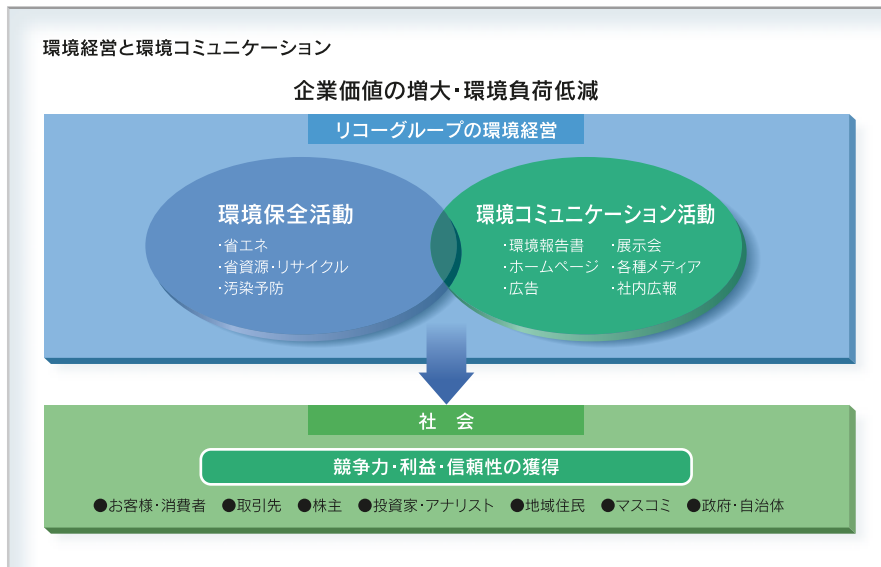 環境経営と環境コミュニケーション
企業価値の増大・環境負荷低減
リコーグループの環境経営
環境保全活動
・省エネ
・省資源・リサイクル
・汚染予防
環境コミュニケーション活動
・環境報告書 ・展示会
・ホームページ ・各種メディア
・広告 ・社内広報
社 会
競争力・利益・信頼性の獲得
●お客様・消費者 ●取引先 ●株主 ●投資家・アナリスト ●地域住民 ●マスコミ ●政府・自治体